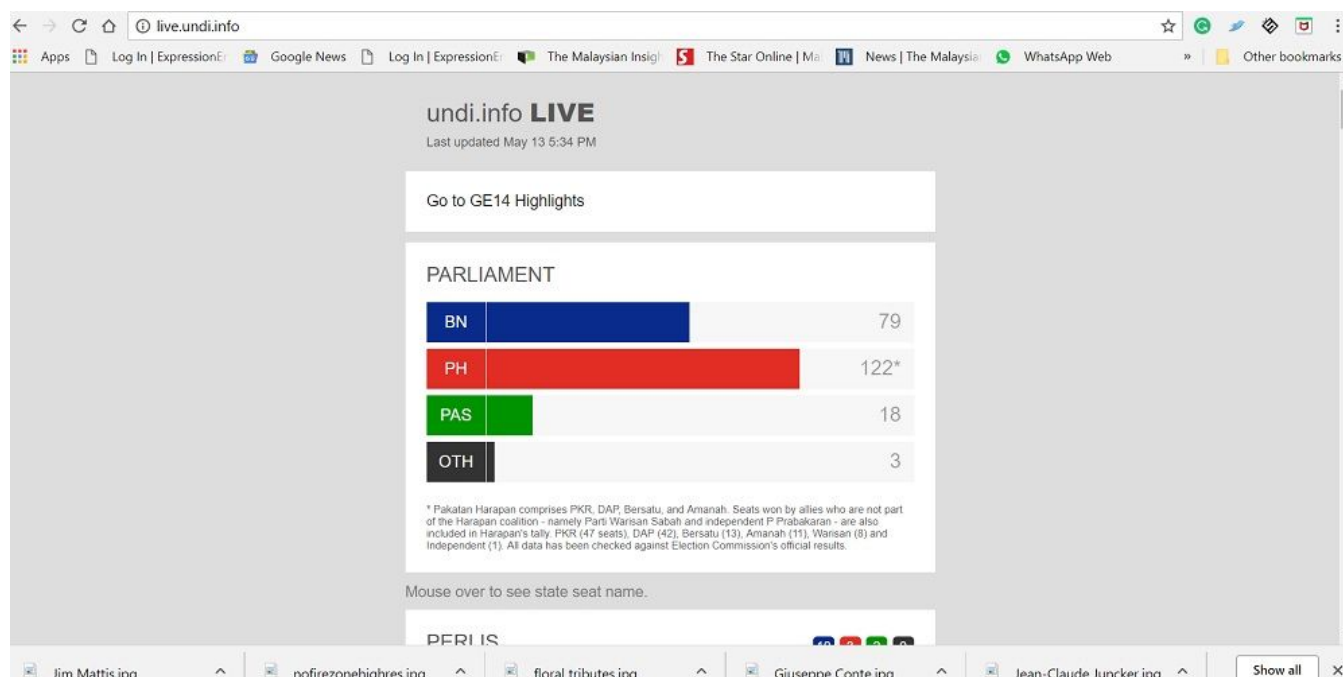 live.undi.info
Apps Log In | ExpressionE Google News Log In | ExpressionE The Malaysian Insigh The Star Online | Ma News | The Malaysia WhatsApp Web » Other bookmarks
undi.info LIVE
Last updated May 13 5:34 PM
Go to GE14 Highlights
PARLIAMENT
BN 79
PH 122*
PAS 18
OTH 3
* Pakatan Harapan comprises PKR, DAP, Bersatu, and Amanah. Seats won by allies who are not part
of the Harapan coalition - namely Parti Warisan Sabah and independent P Prabakaran - are also
included in Harapan's tally. PKR (47 seats), DAP (42), Bersatu (13), Amanah (11), Warisan (8) and
Independent (1). All data has been checked against Election Commission's official results.
Mouse over to see state seat name.
PERLIS
Jim Mattis.jpg nofirezonehighres.jpg floral tributes.jpg Giuseppe Conte.jpg Jean-Claude Juncker.jpg Show all